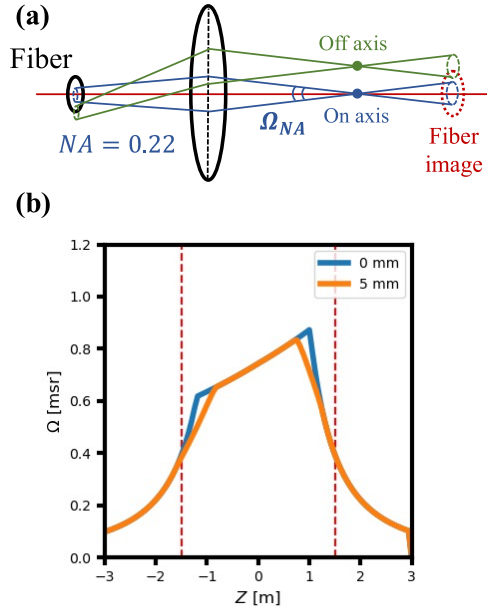 (a)
Off axis
Fiber
NA = 0.22
Ω_NA
On axis
Fiber
image
(b)
1.2
1.0
0.8
0.6
0.4
0.2
0.0
Ω [msr]
0 mm
5 mm
−3 −2 −1 0 1 2 3
Z [m]